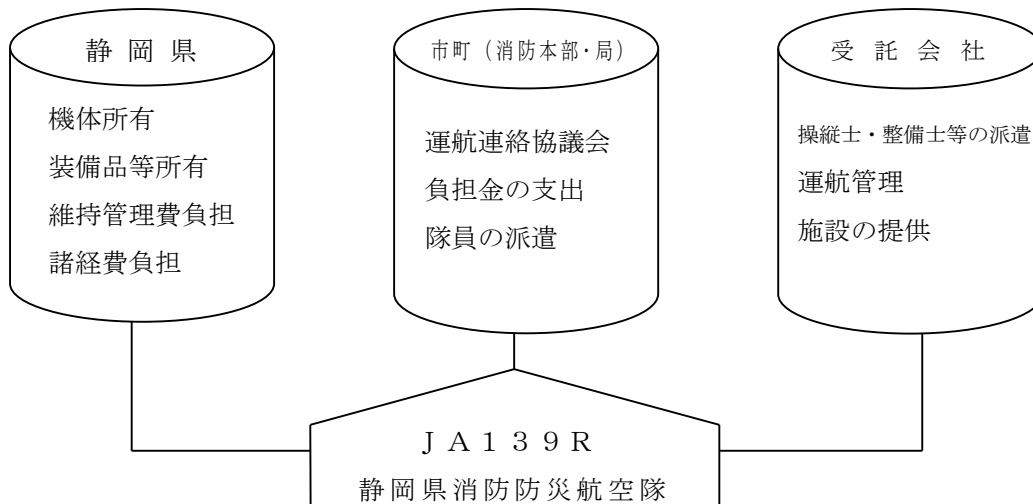 静岡県
機体所有
装備品等所有
維持管理費負担
諸経費負担
市町（消防本部・局）
運航連絡協議会
負担金の支出
隊員の派遣
受託会社
操縦士・整備士等の派遣
運航管理
施設の提供
ＪＡ１３９Ｒ
静岡県消防防災航空隊